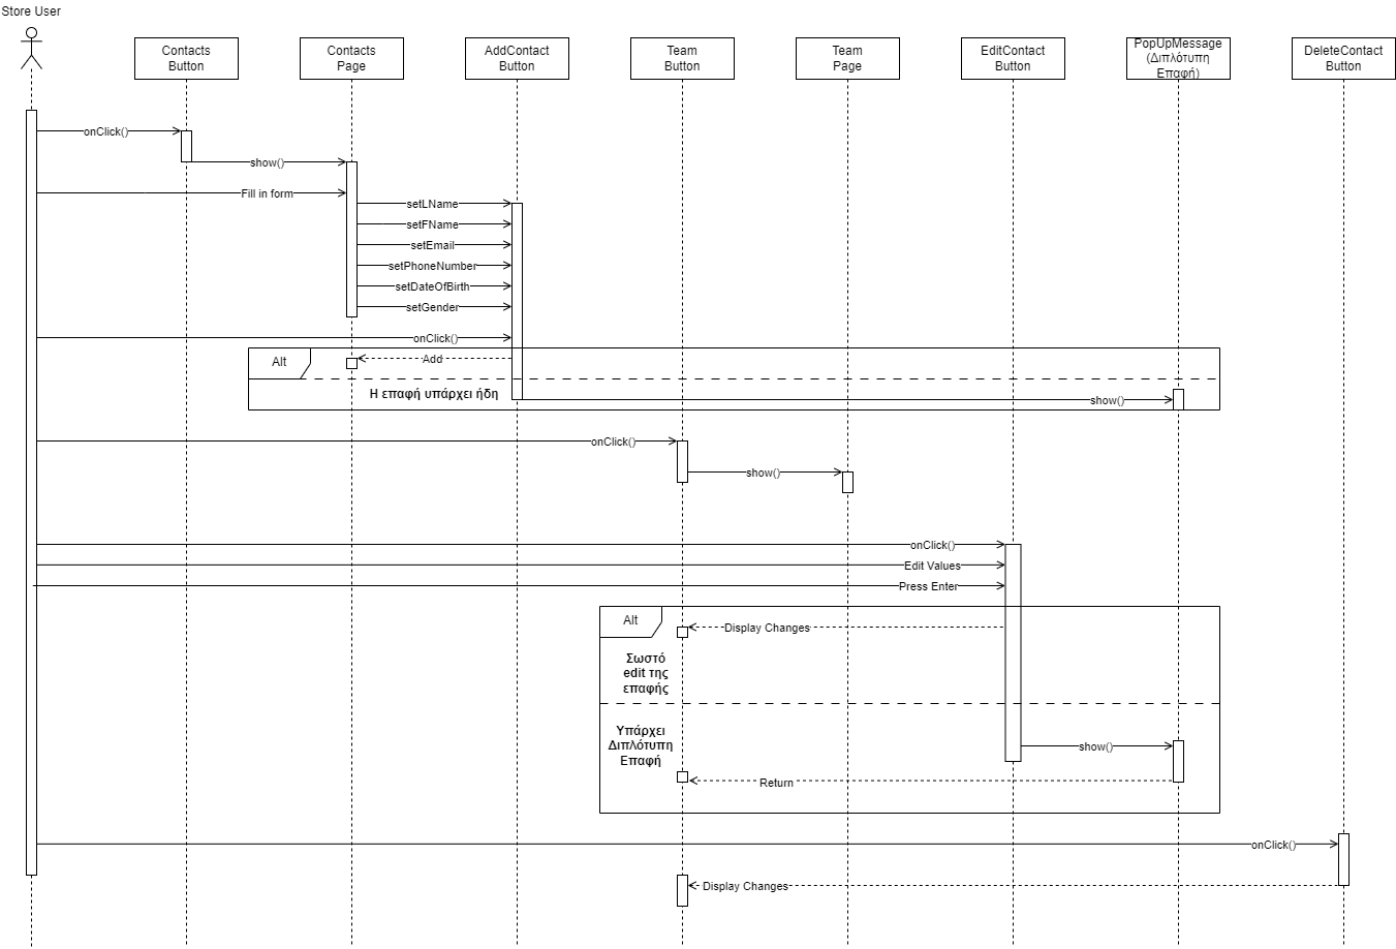 Store User
Contacts
Button
Contacts
Page
AddContact
Button
Team
Button
Team
Page
EditContact
Button
PopUpMessage
(Διπλότυπη
Επαφή)
DeleteContact
Button
onClick()
show()
Fill in form
setLName
setFName
setEmail
setPhoneNumber
setDateOfBirth
setGender
onClick()
Alt
Add
Η επαφή υπάρχει ήδη
show()
onClick()
show()
onClick()
Edit Values
Press Enter
Alt
Display Changes
Σωστό
edit της
επαφής
Υπάρχει
Διπλότυπη
Επαφή
show()
Return
onClick()
Display Changes